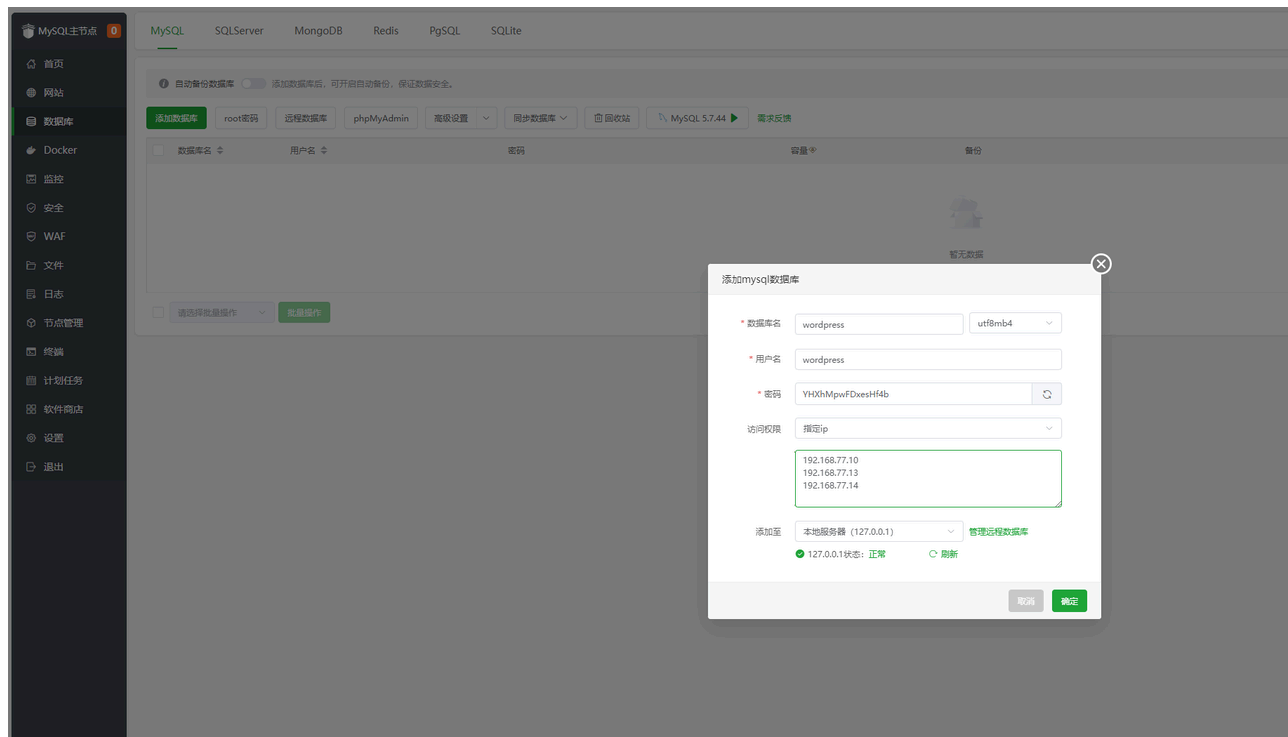 MySQL主节点 0
首页
网站
数据库
Docker
监控
安全
WAF
文件
日志
节点管理
终端
计划任务
软件商店
设置
退出
MySQL SQLServer MongoDB Redis PgSQL SQLite
自动备份数据库 添加数据库后，可开启自动备份，保证数据安全。
添加数据库 root密码 远程数据库 phpMyAdmin 高级设置 同步数据库 回收站 MySQL 5.7.44 需求反馈
数据库名 用户名 密码 容量 备份
暂无数据
请选择批量操作 批量操作
添加mysql数据库
* 数据库名 wordpress utf8mb4
* 用户名 wordpress
* 密码 YHXhMpwFDxesHf4b
访问权限 指定ip
192.168.77.10
192.168.77.13
192.168.77.14
添加至 本地服务器（127.0.0.1） 管理远程数据库
127.0.0.1状态：正常 刷新
取消 确定